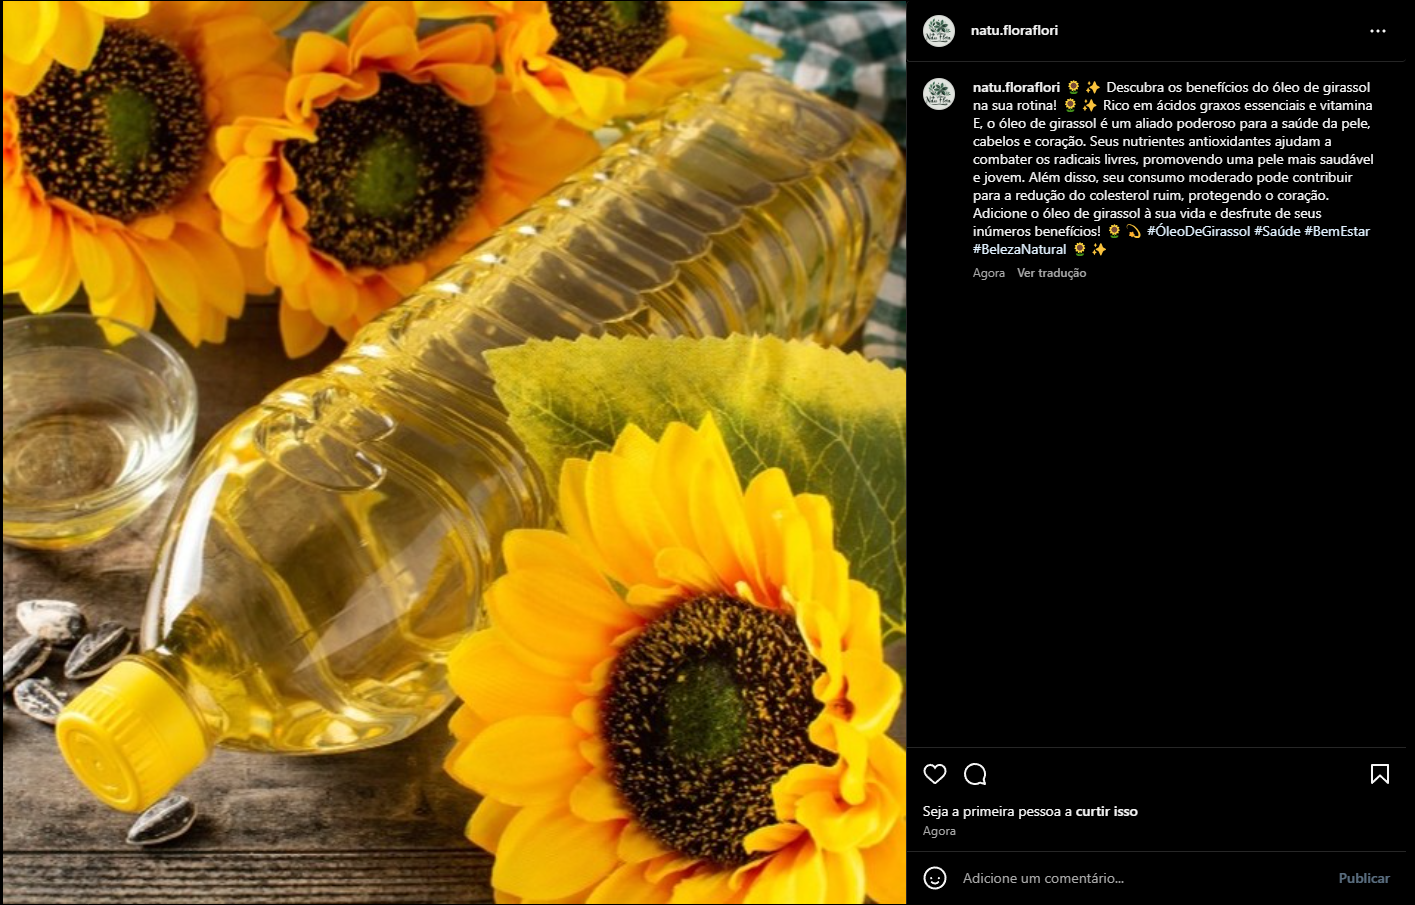 natu.floraflori
natu.floraflori 🌻 ✨ Descubra os benefícios do óleo de girassol
na sua rotina! 🌻 ✨ Rico em ácidos graxos essenciais e vitamina
E, o óleo de girassol é um aliado poderoso para a saúde da pele,
cabelos e coração. Seus nutrientes antioxidantes ajudam a
combater os radicais livres, promovendo uma pele mais saudável
e jovem. Além disso, seu consumo moderado pode contribuir
para a redução do colesterol ruim, protegendo o coração.
Adicione o óleo de girassol à sua vida e desfrute de seus
inúmeros benefícios! 🌻 💫 #ÓleoDeGirassol #Saúde #BemEstar
#BelezaNatural 🌻 ✨
Agora Ver tradução
Seja a primeira pessoa a curtir isso
Agora
Adicione um comentário... Publicar